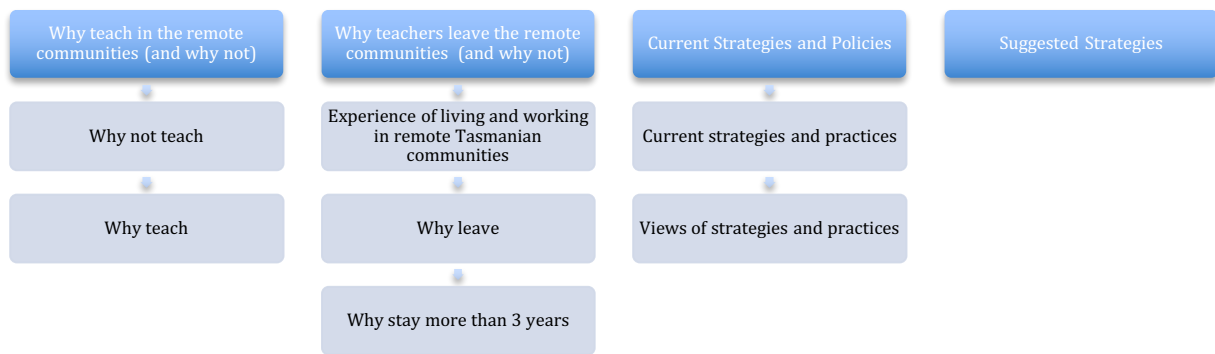 Why teach in the remote
communities (and why not)
Why not teach
Why teach
Why teachers leave the remote
communities  (and why not)
Experience of living and working
in remote Tasmanian
communities
Why leave
Why stay more than 3 years
Current Strategies and Policies
Current strategies and practices
Views of strategies and practices
Suggested Strategies